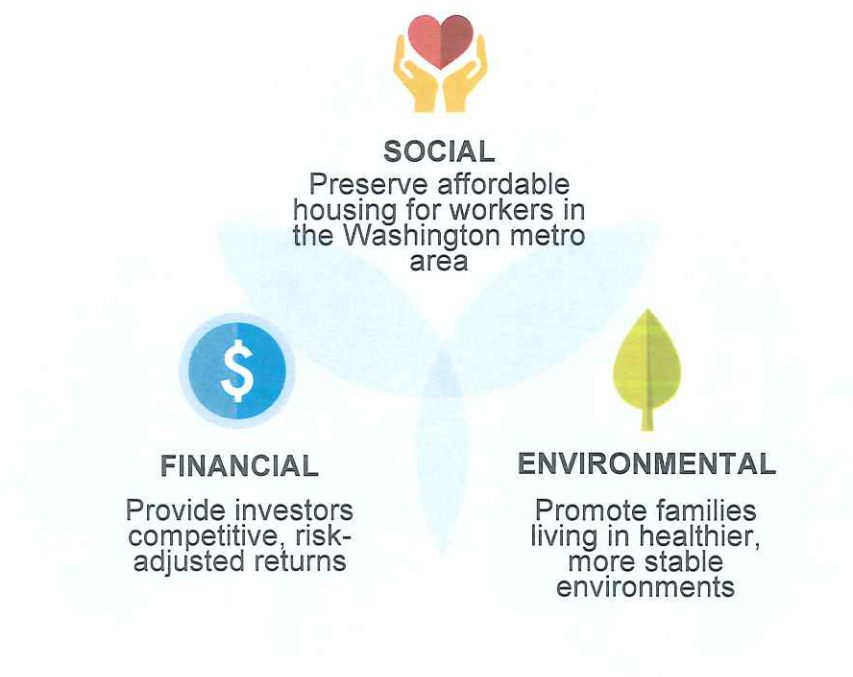 SOCIAL
Preserve affordable
housing for workers in
the Washington metro
area
$
FINANCIAL
Provide investors
competitive, risk-
adjusted returns
ENVIRONMENTAL
Promote families
living in healthier,
more stable
environments